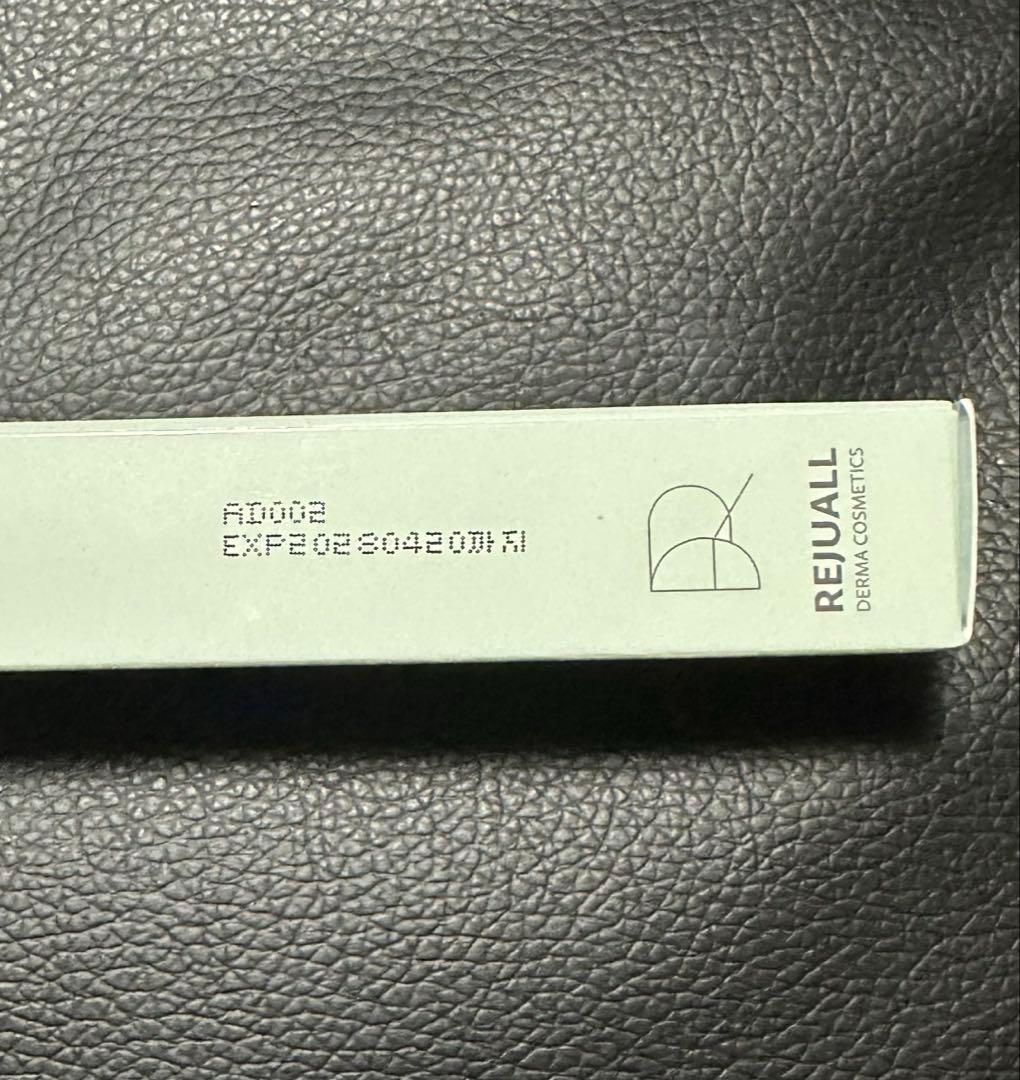 AD002
EXP20280420까지
REJUALL
DERMA COSMETICS